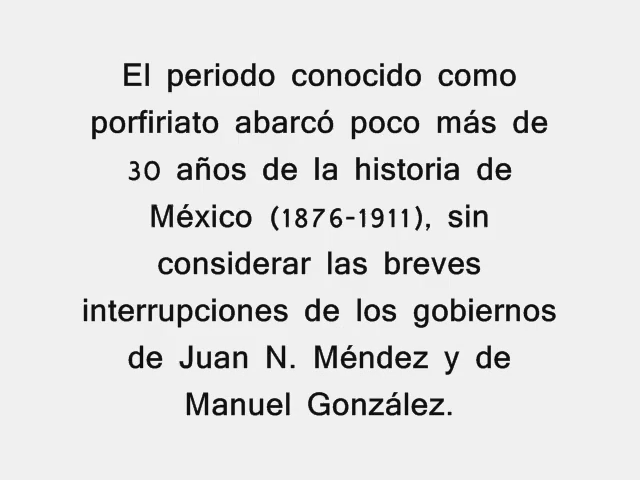 El periodo conocido como
porfiriato abarcó poco más de
30 años de la historia de
México (1876-1911), sin
considerar las breves
interrupciones de los gobiernos
de Juan N. Méndez y de
Manuel González.